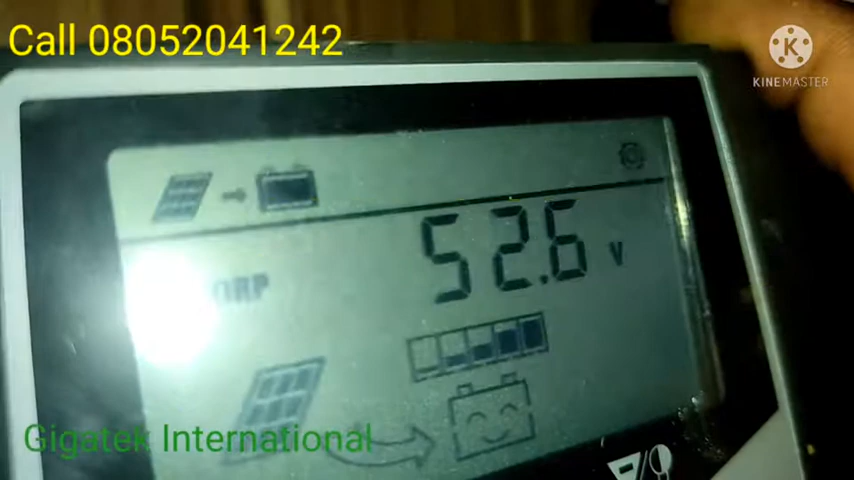 Call 08052041242
K
KINEMASTER
52.6 V
Gigatek International